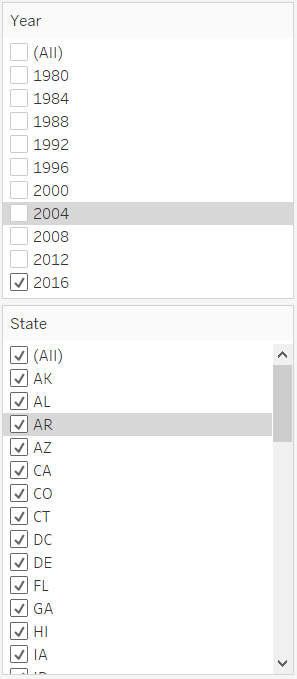 Year
(All)
1980
1984
1988
1992
1996
2000
2004
2008
2012
2016
State
(All)
AK
AL
AR
AZ
CA
CO
CT
DC
DE
FL
GA
HI
IA